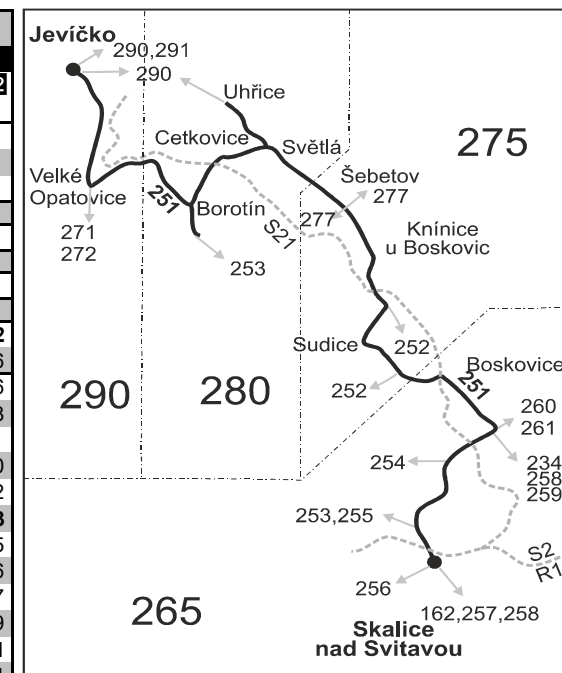 Jevíčko
290,291
290
Uhřice
275
Cetkovice
Světlá
Velké
Opatovice
Šebetov
277
251
Borotín
277
Knínice
u Boskovic
271
272
S21
253
Sudice
252
Boskovice
290
280
252
251
260
261
254
234
258
259
253,255
S2
R1
256
265
162,257,258
Skalice
nad Svitavou